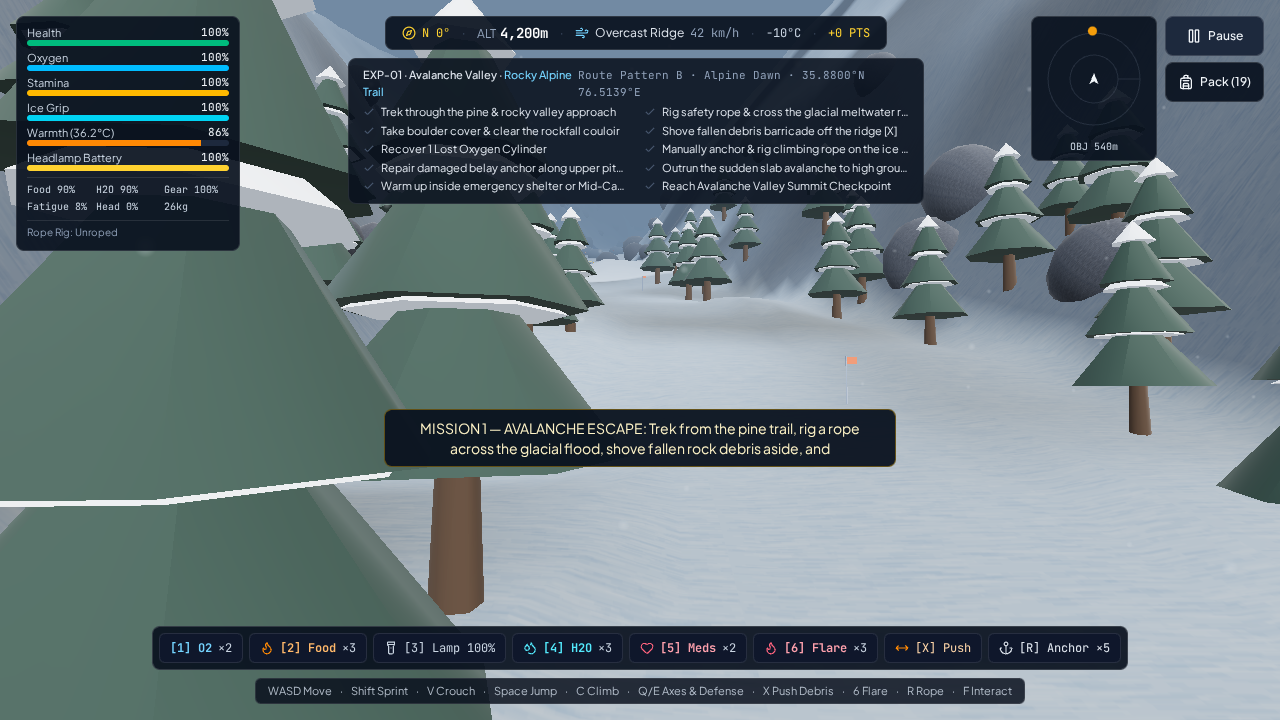 Health 100%
Oxygen 100%
Stamina 100%
Ice Grip 100%
Warmth (36.2°C) 86%
Headlamp Battery 100%
Food 90% H2O 90% Gear 100%
Fatigue 8% Head 0% 26kg
Rope Rig: Unroped
N 0° · ALT 4,200m · Overcast Ridge 42 km/h · -10°C · +0 PTS
EXP-01 · Avalanche Valley · Rocky Alpine Trail
Route Pattern B · Alpine Dawn · 35.8800°N 76.5139°E
Trek through the pine & rocky valley approach
Rig safety rope & cross the glacial meltwater r...
Take boulder cover & clear the rockfall couloir
Shove fallen debris barricade off the ridge [X]
Recover 1 Lost Oxygen Cylinder
Manually anchor & rig climbing rope on the ice ...
Repair damaged belay anchor along upper pit...
Outrun the sudden slab avalanche to high grou...
Warm up inside emergency shelter or Mid-Ca...
Reach Avalanche Valley Summit Checkpoint
OBJ 540m
Pause
Pack (19)
MISSION 1 — AVALANCHE ESCAPE: Trek from the pine trail, rig a rope
across the glacial flood, shove fallen rock debris aside, and
[1] O2 ×2 [2] Food ×3 [3] Lamp 100% [4] H2O ×3 [5] Meds ×2 [6] Flare ×3 [X] Push [R] Anchor ×5
WASD Move · Shift Sprint · V Crouch · Space Jump · C Climb · Q/E Axes & Defense · X Push Debris · 6 Flare · R Rope · F Interact